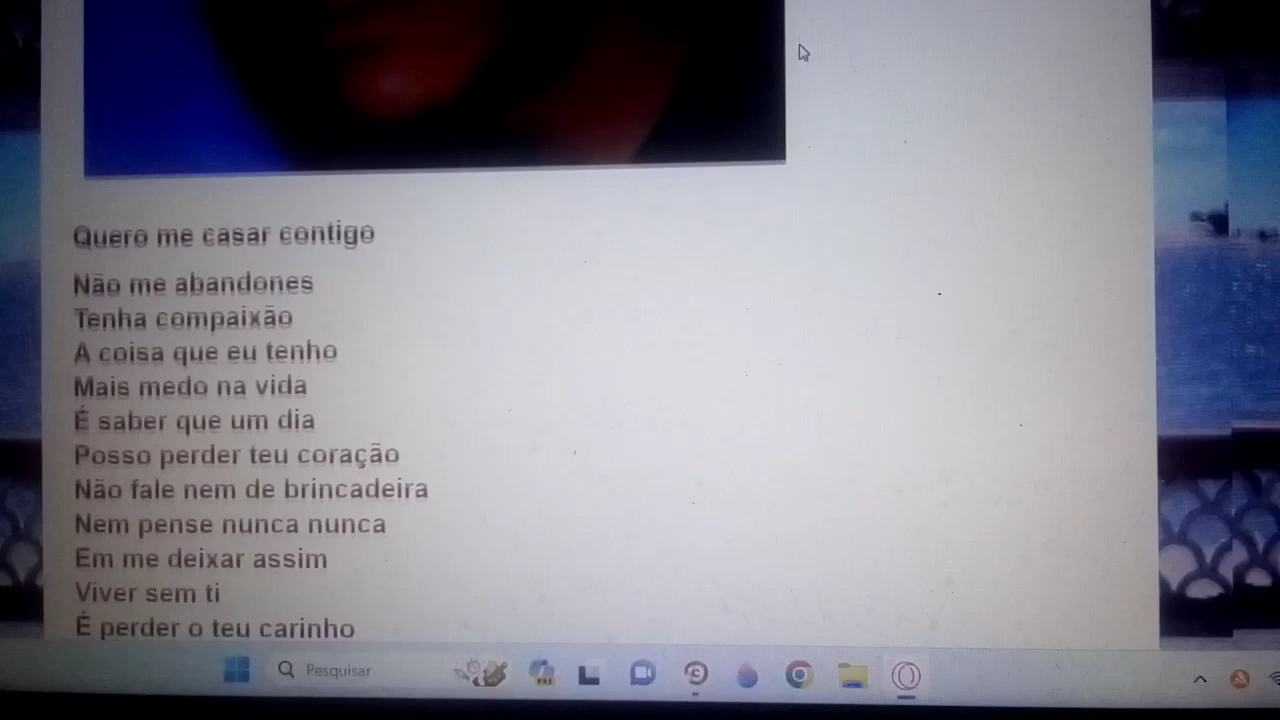 Quero me casar contigo
Não me abandones
Tenha compaixão
A coisa que eu tenho
Mais medo na vida
É saber que um dia
Posso perder teu coração
Não fale nem de brincadeira
Nem pense nunca nunca
Em me deixar assim
Viver sem ti
É perder o teu carinho
Pesquisar